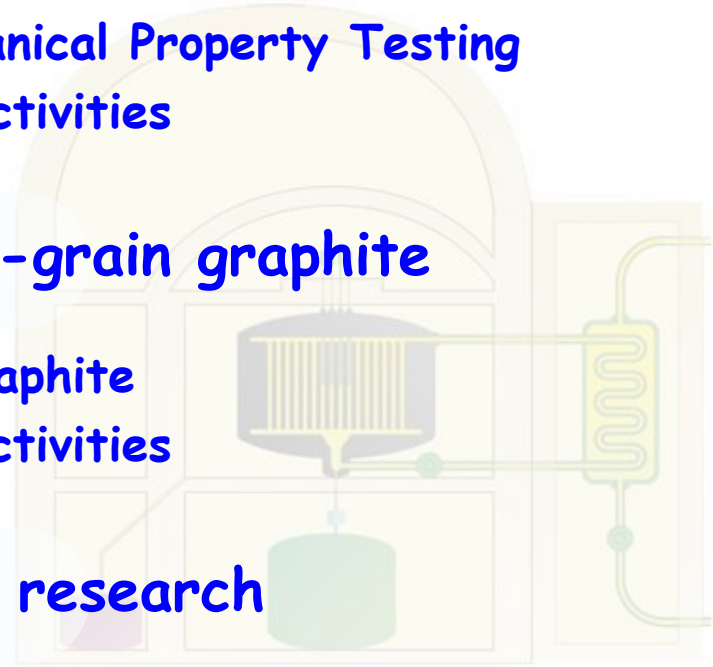 anical Property Testing
ctivities
-grain graphite
aphite
ctivities
research